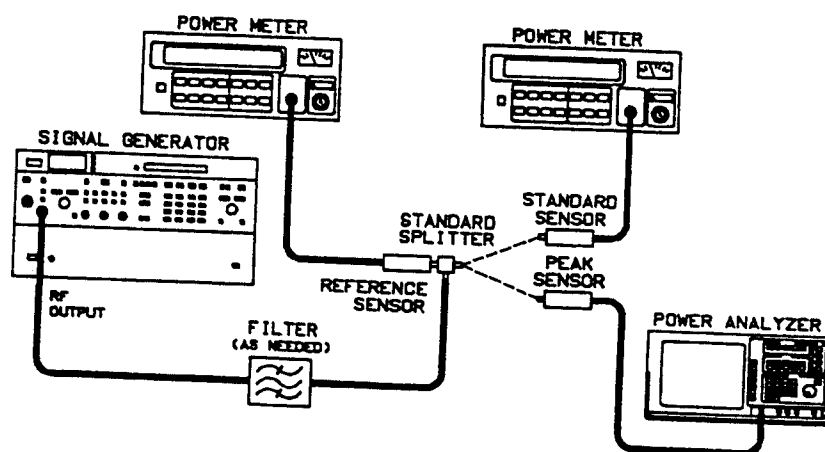 POWER METER
POWER METER
SIGNAL GENERATOR
STANDARD
SPLITTER
STANDARD
SENSOR
REFERENCE
SENSOR
PEAK
SENSOR
RF
OUTPUT
FILTER
(AS NEEDED)
POWER ANALYZER